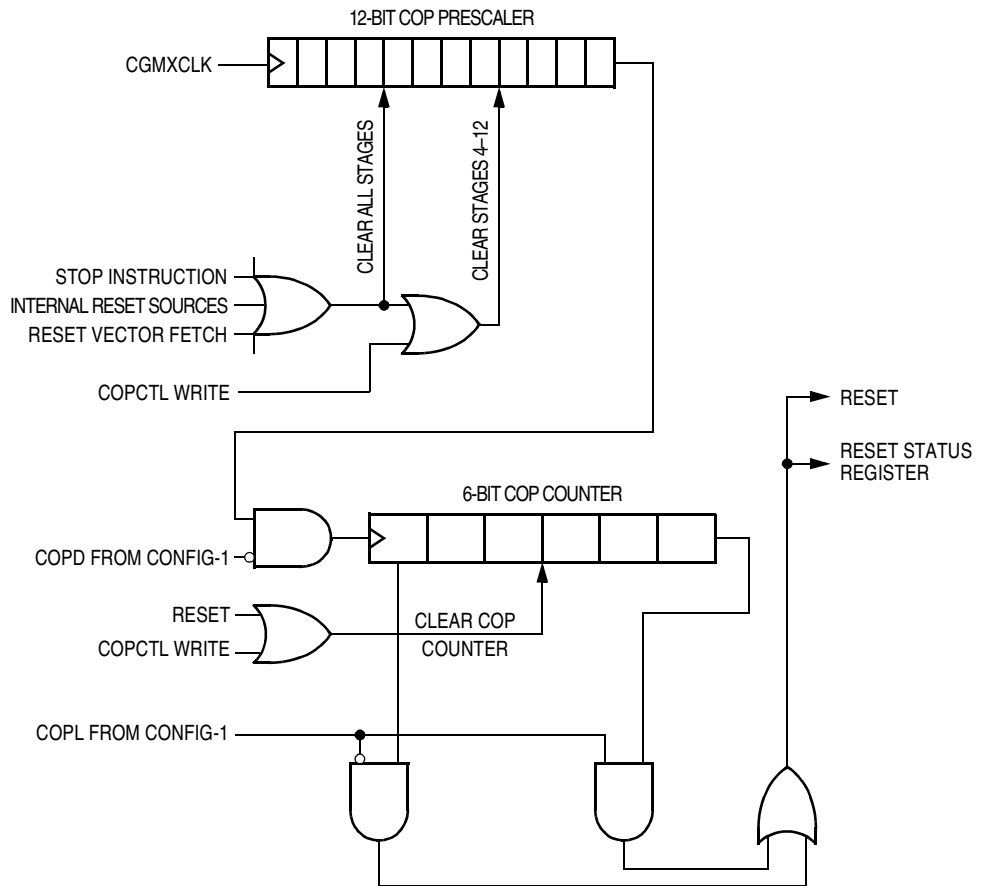 12-BIT COP PRESCALER
CGMXCLK
CLEAR ALL STAGES
CLEAR STAGES 4–12
STOP INSTRUCTION
INTERNAL RESET SOURCES
RESET VECTOR FETCH
COPCTL WRITE
RESET
RESET STATUS
REGISTER
6-BIT COP COUNTER
COPD FROM CONFIG-1
RESET
CLEAR COP
COUNTER
COPCTL WRITE
COPL FROM CONFIG-1